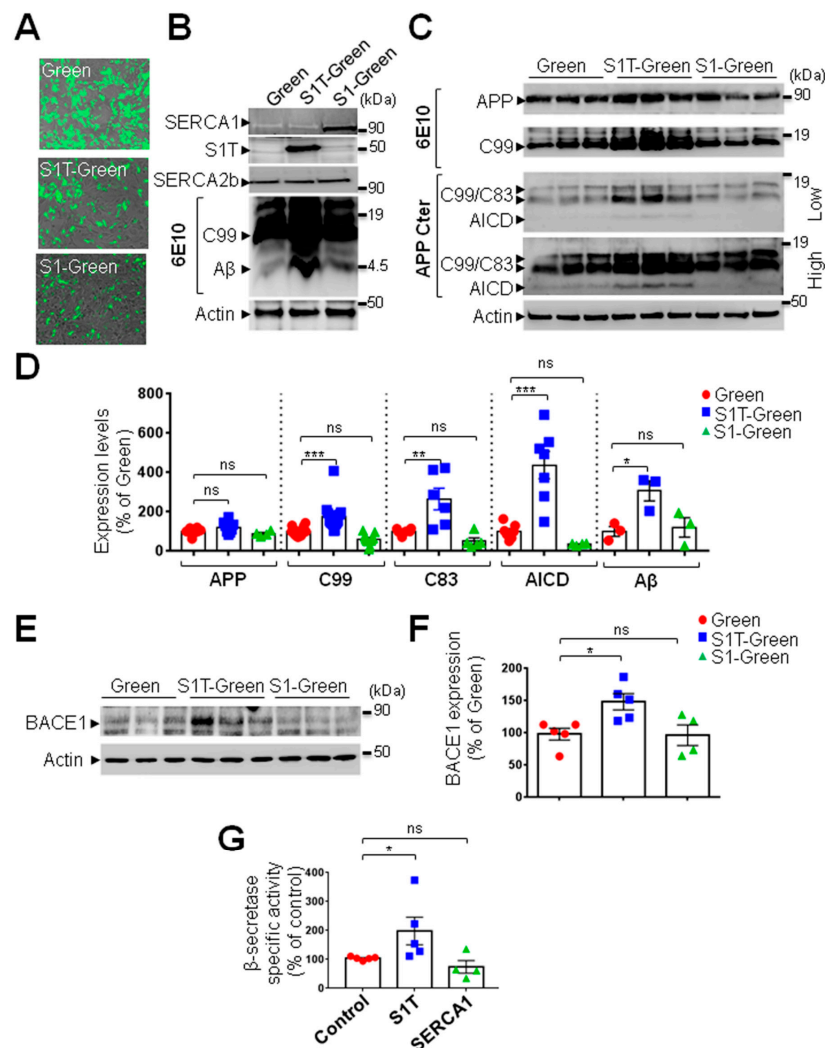 A
Green
S1T-Green
S1-Green
B
Green
S1T-Green
S1-Green
(kDa)
SERCA1
90
S1T
50
SERCA2b
90
6E10
19
C99
Aβ
4.5
Actin
50
C
Green S1T-Green S1-Green (kDa)
6E10
APP
90
C99
19
APP Cter
C99/C83
19
AICD
Low
C99/C83
19
AICD
High
50
Actin
D
Expression levels
(% of Green)
800
600
400
200
0
ns
ns
ns
***
ns
**
ns
***
ns
*
APP C99 C83 AICD Aβ
Green
S1T-Green
S1-Green
E
Green S1T-Green S1-Green (kDa)
BACE1
90
50
Actin
F
BACE1 expression
(% of Green)
200
150
100
50
0
ns
*
Green
S1T-Green
S1-Green
G
β-secretase
specific activity
(% of control)
400
300
200
100
0
ns
*
Control
S1T
SERCA1